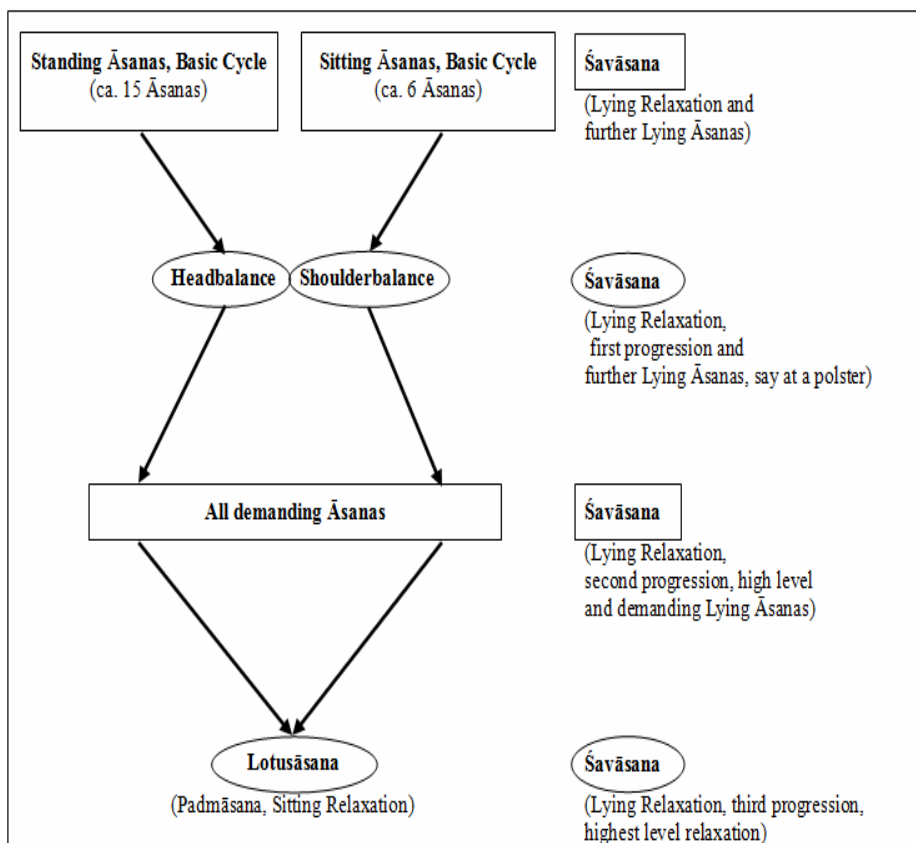 Standing Āsanas, Basic Cycle
(ca. 15 Āsanas)
Sitting Āsanas, Basic Cycle
(ca. 6 Āsanas)
Śavāsana
(Lying Relaxation and
further Lying Āsanas)
Headbalance
Shoulderbalance
Śavāsana
(Lying Relaxation,
first progression and
further Lying Āsanas, say at a polster)
All demanding Āsanas
Śavāsana
(Lying Relaxation,
second progression, high level
and demanding Lying Āsanas)
Lotusāsana
(Padmāsana, Sitting Relaxation)
Śavāsana
(Lying Relaxation, third progression,
highest level relaxation)